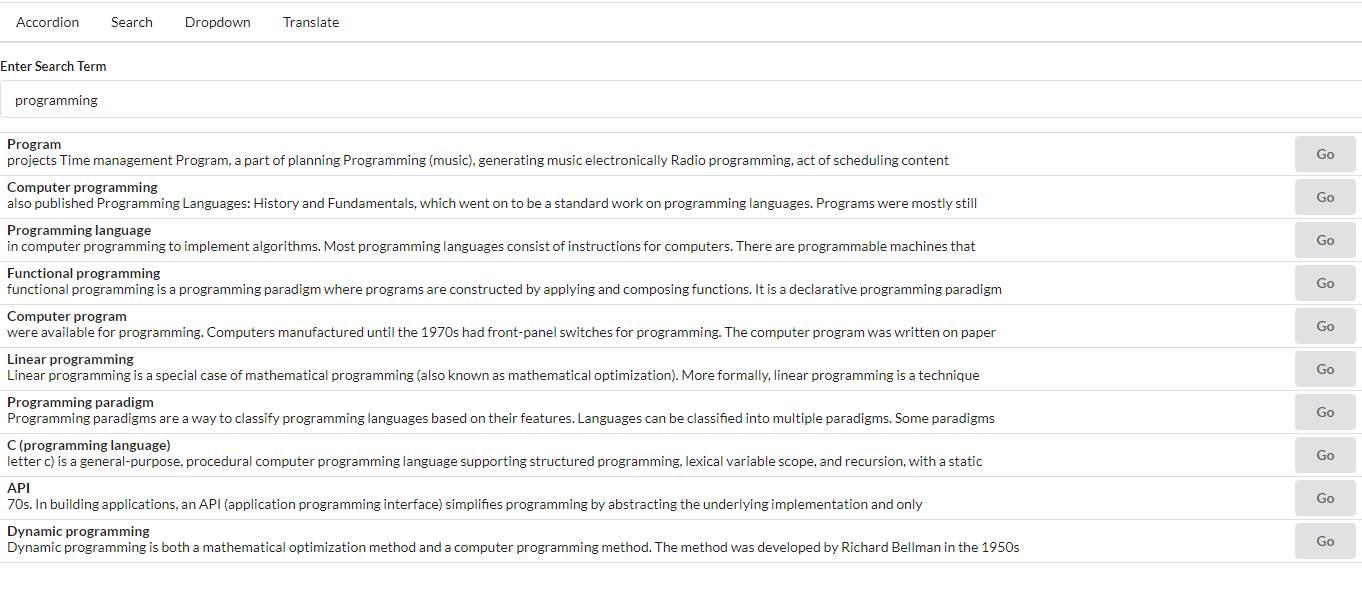 Accordion Search Dropdown Translate
Enter Search Term
programming
Program
projects Time management Program, a part of planning Programming (music), generating music electronically Radio programming, act of scheduling content
Go
Computer programming
also published Programming Languages: History and Fundamentals, which went on to be a standard work on programming languages. Programs were mostly still
Go
Programming language
in computer programming to implement algorithms. Most programming languages consist of instructions for computers. There are programmable machines that
Go
Functional programming
functional programming is a programming paradigm where programs are constructed by applying and composing functions. It is a declarative programming paradigm
Go
Computer program
were available for programming. Computers manufactured until the 1970s had front-panel switches for programming. The computer program was written on paper
Go
Linear programming
Linear programming is a special case of mathematical programming (also known as mathematical optimization). More formally, linear programming is a technique
Go
Programming paradigm
Programming paradigms are a way to classify programming languages based on their features. Languages can be classified into multiple paradigms. Some paradigms
Go
C (programming language)
letter c) is a general-purpose, procedural computer programming language supporting structured programming, lexical variable scope, and recursion, with a static
Go
API
70s. In building applications, an API (application programming interface) simplifies programming by abstracting the underlying implementation and only
Go
Dynamic programming
Dynamic programming is both a mathematical optimization method and a computer programming method. The method was developed by Richard Bellman in the 1950s
Go